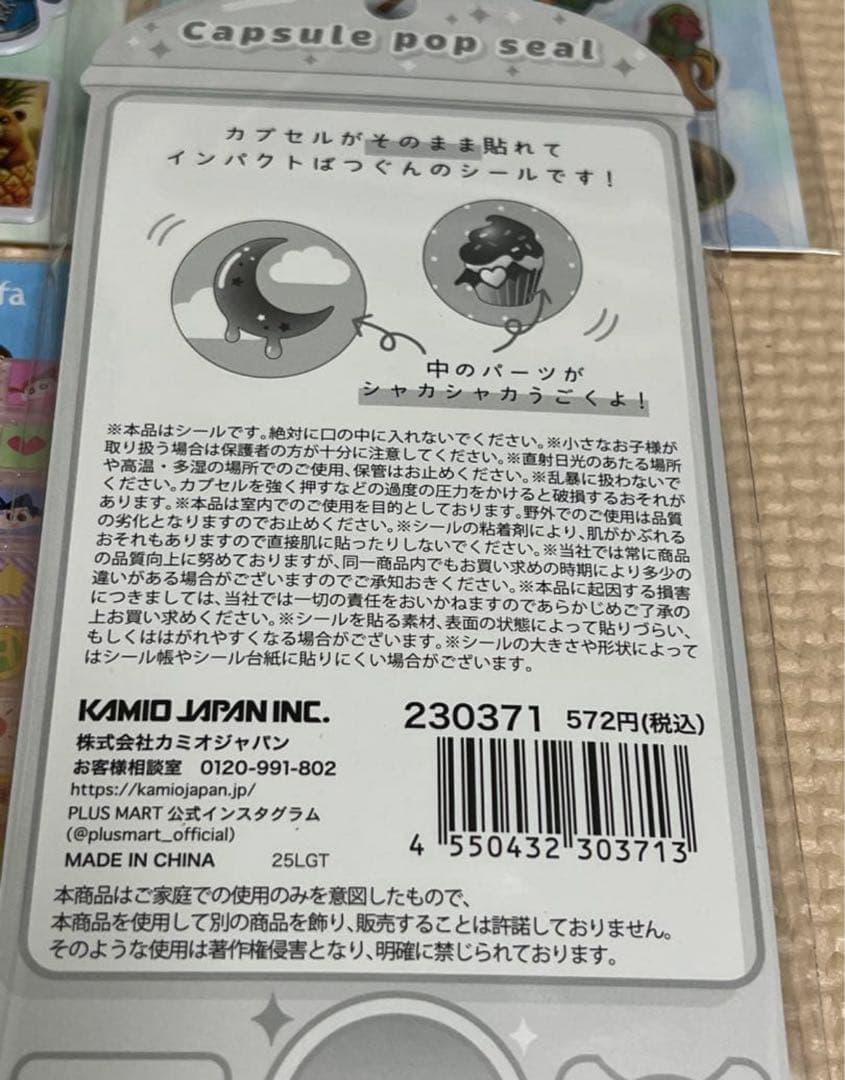 Capsule pop seal
カプセルがそのまま貼れて
インパクトばつぐんのシールです!
中のパーツが
シャカシャカうごくよ!
※本品はシールです。絶対に口の中に入れないでください。※小さなお子様が
取り扱う場合は保護者の方が十分に注意してください。※直射日光のあたる場所
や高温・多湿の場所でのご使用、保管はお止めください。※乱暴に扱わないで
ください。カプセルを強く押すなどの過度の圧力をかけると破損するおそれが
あります。※本品は室内でのご使用を目的としております。野外でのご使用は品質
の劣化となりますのでお止めください。※シールの粘着剤により、肌がかぶれる
おそれもありますので直接肌に貼ったりしないでください。※当社では常に商品
の品質向上に努めておりますが、同一商品内でもお買い求めの時期により多少の
違いがある場合がございますのでご承知おきください。※本品に起因する損害
につきましては、当社では一切の責任をおいかねますのであらかじめご了承の
上お買い求めください。※シールを貼る素材、表面の状態によって貼りづらい、
もしくははがれやすくなる場合がございます。※シールの大きさや形状によって
はシール帳やシール台紙に貼りにくい場合がございます。
KAMIO JAPAN INC.
株式会社カミオジャパン
お客様相談室 0120-991-802
https://kamiojapan.jp/
PLUS MART 公式インスタグラム
(@plusmart_official)
MADE IN CHINA 25LGT
230371 572円(税込)
4 550432 303713
本商品はご家庭での使用のみを意図したもので、
本商品を使用して別の商品を飾り、販売することは許諾しておりません。
そのような使用は著作権侵害となり、明確に禁じられております。
fa